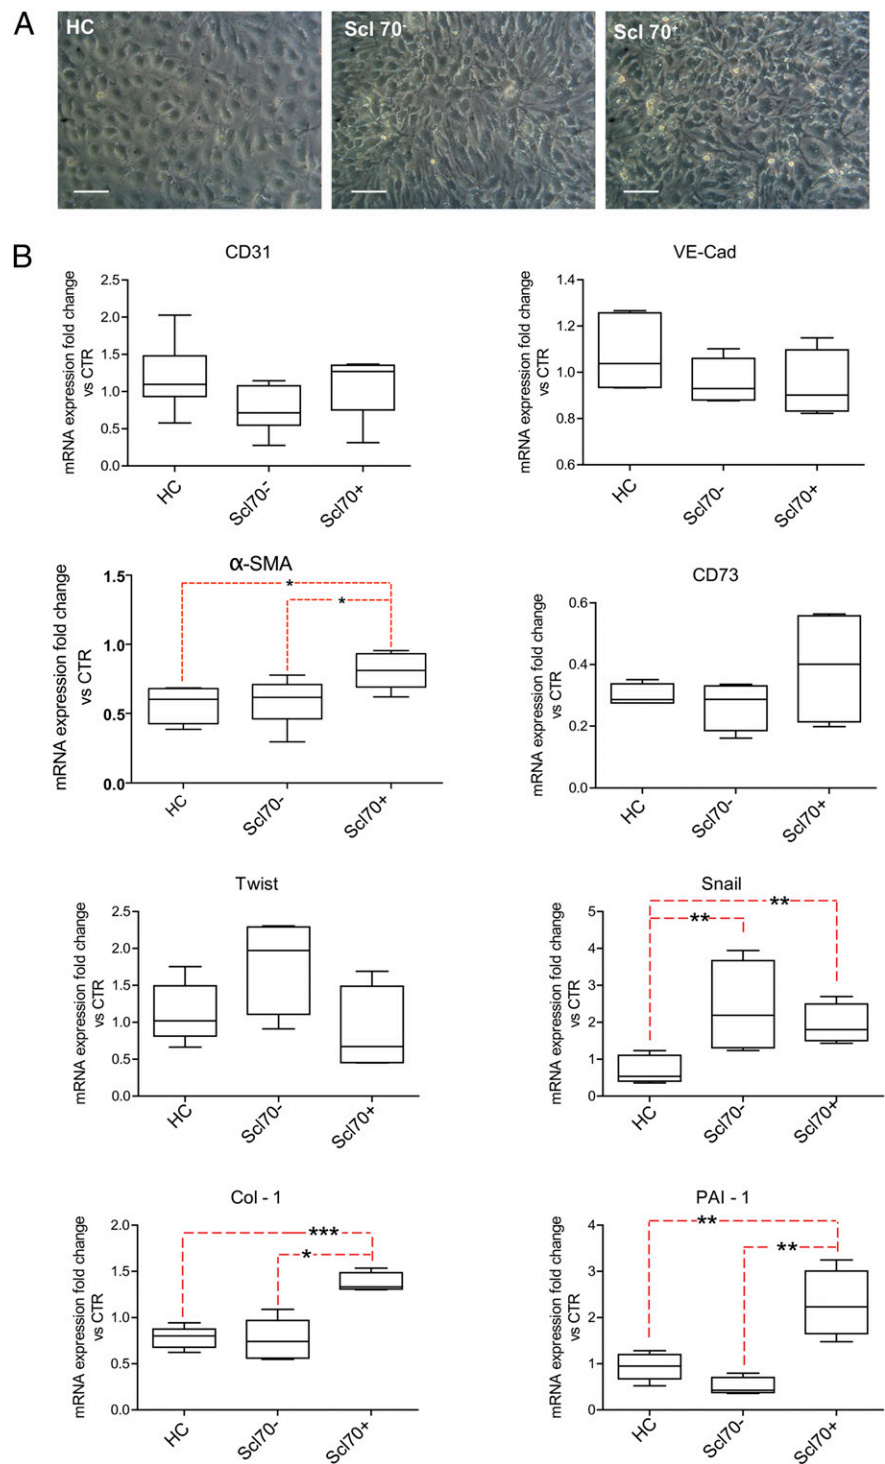 A
HC
Scl 70-
Scl 70+
B
CD31
mRNA expression fold change
vs CTR
2.5
2.0
1.5
1.0
0.5
0.0
HC
Scl70-
Scl70+
VE-Cad
mRNA expression fold change
vs CTR
1.4
1.2
1.0
0.8
0.6
HC
Scl70-
Scl70+
α-SMA
mRNA expression fold change
vs CTR
1.5
1.0
0.5
0.0
*
*
HC
Scl70-
Scl70+
CD73
mRNA expression fold change
vs CTR
0.6
0.4
0.2
0.0
HC
Scl70-
Scl70+
Twist
mRNA expression fold change
vs CTR
2.5
2.0
1.5
1.0
0.5
0.0
HC
Scl70-
Scl70+
Snail
mRNA expression fold change
vs CTR
5
4
3
2
1
0
**
**
HC
Scl70-
Scl70+
Col - 1
mRNA expression fold change
vs CTR
2.0
1.5
1.0
0.5
0.0
***
*
HC
Scl70-
Scl70+
PAI - 1
mRNA expression fold change
vs CTR
4
3
2
1
0
**
**
HC
Scl70-
Scl70+